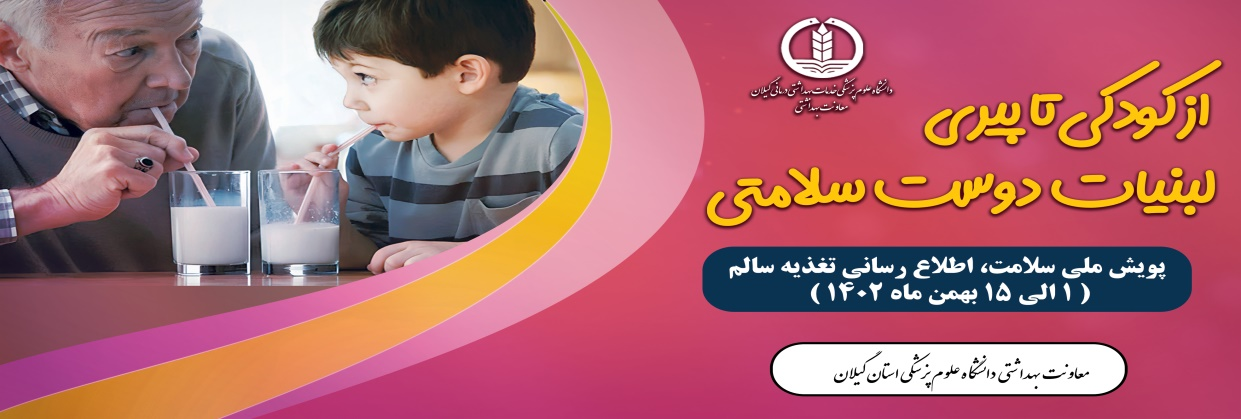 دانشگاه علوم پزشکی خدمات بهداشتی درمانی گیلان
معاونت بهداشتی
از کودکی تا پیری
لبنیات دوست سلامتی
پویش ملی سلامت، اطلاع رسانی تغذیه سالم
( ۱ الی ۱۵ بهمن ماه ۱۴۰۲ )
معاونت بهداشتی دانشگاه علوم پزشکی استان گیلان